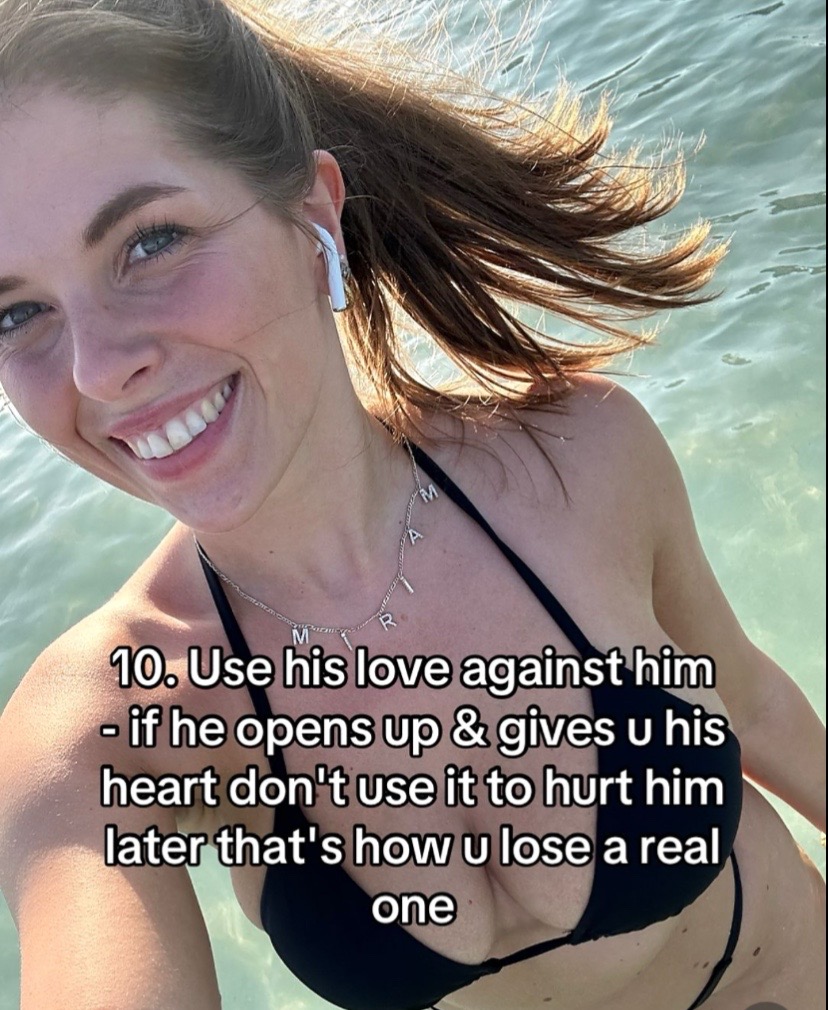 MIRIAM
10. Use his love against him
- if he opens up & gives u his
heart don't use it to hurt him
later that's how u lose a real
one